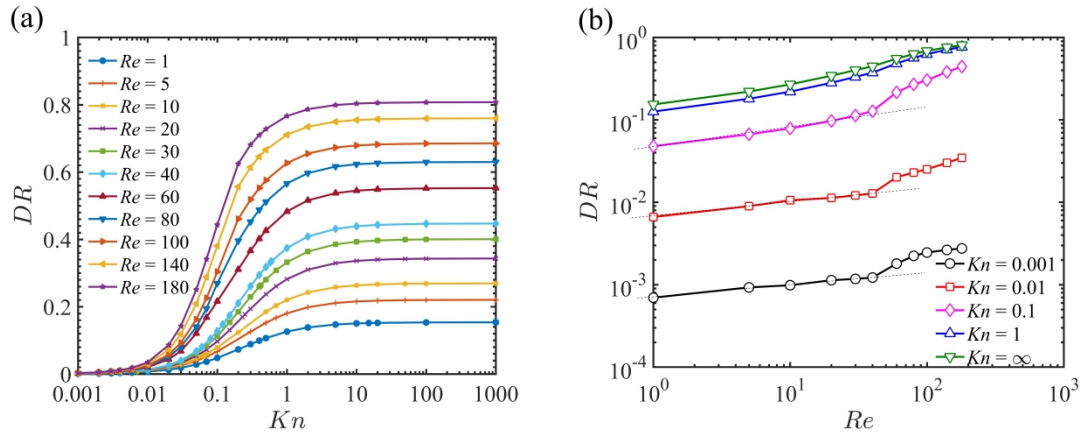 (a)
1
0.8
0.6
0.4
0.2
0
DR
Re = 1
Re = 5
Re = 10
Re = 20
Re = 30
Re = 40
Re = 60
Re = 80
Re = 100
Re = 140
Re = 180
0.001 0.01 0.1 1 10 100 1000
Kn
(b)
10^0
10^-1
10^-2
10^-3
10^-4
DR
Kn = 0.001
Kn = 0.01
Kn = 0.1
Kn = 1
Kn = ∞
10^0 10^1 10^2 10^3
Re